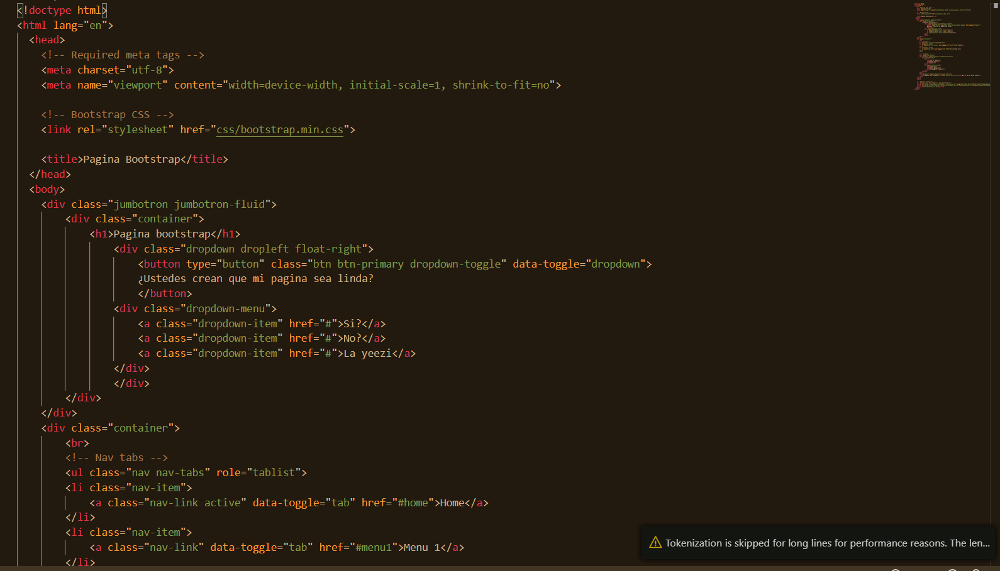 <!doctype html>
<html lang="en">
<head>
<!-- Required meta tags -->
<meta charset="utf-8">
<meta name="viewport" content="width=device-width, initial-scale=1, shrink-to-fit=no">
<!-- Bootstrap CSS -->
<link rel="stylesheet" href="css/bootstrap.min.css">
<title>Pagina Bootstrap</title>
</head>
<body>
<div class="jumbotron jumbotron-fluid">
<div class="container">
<h1>Pagina bootstrap</h1>
<div class="dropdown dropleft float-right">
<button type="button" class="btn btn-primary dropdown-toggle" data-toggle="dropdown">
¿Ustedes crean que mi pagina sea linda?
</button>
<div class="dropdown-menu">
<a class="dropdown-item" href="#">Si?</a>
<a class="dropdown-item" href="#">No?</a>
<a class="dropdown-item" href="#">La yeezi</a>
</div>
</div>
</div>
</div>
<div class="container">
<br>
<!-- Nav tabs -->
<ul class="nav nav-tabs" role="tablist">
<li class="nav-item">
<a class="nav-link active" data-toggle="tab" href="#home">Home</a>
</li>
<li class="nav-item">
<a class="nav-link" data-toggle="tab" href="#menu1">Menu 1</a>
</li>
Tokenization is skipped for long lines for performance reasons. The len...